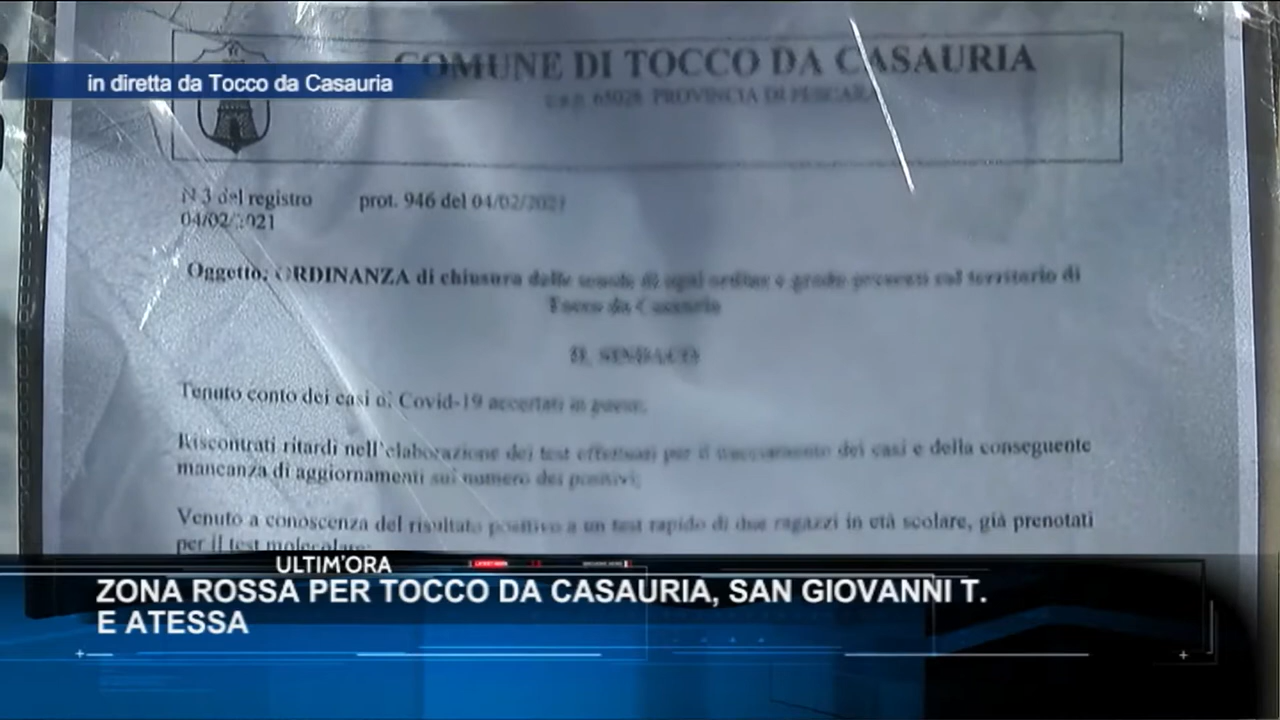 COMUNE DI TOCCO DA CASAURIA
in diretta da Tocco da Casauria
65028 PROVINCIA DI PESCAR
N 3 del registro prot. 946 del 04/02/2021
04/02/2021
Oggetto: ORDINANZA di chiusura delle scuole di ogni ordine e grado presenti sul territorio di
Tocco da Casauria
IL SINDACO
Tenuto conto dei casi di Covid-19 accertati in paese;
Riscontrati ritardi nell'elaborazione dei test effettuati per il tracciamento dei casi e della conseguente
mancanza di aggiornamenti sul numero dei positivi;
Venuto a conoscenza del risultato positivo a un test rapido di due ragazzi in età scolare, già prenotati
per il test molecolare;
ULTIM'ORA
ZONA ROSSA PER TOCCO DA CASAURIA, SAN GIOVANNI T.
E ATESSA